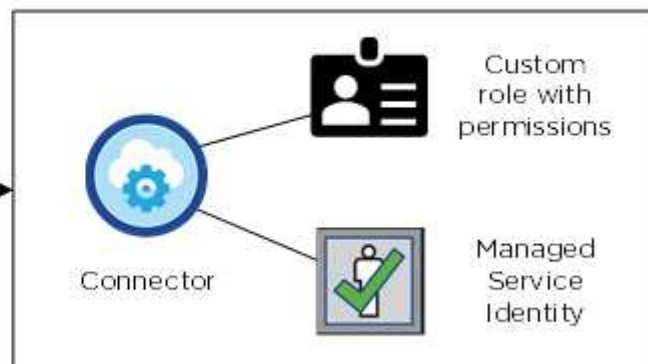 Custom
role with
permissions
Connector
Managed
Service
Identity